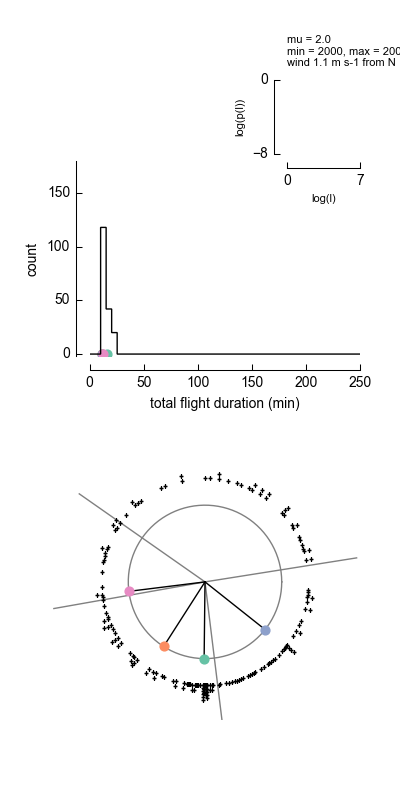 mu = 2.0
min = 2000, max = 200
wind 1.1 m s-1 from N
0
log(p(l))
−8
0
7
log(l)
150
100
50
0
count
0
50
100
150
200
250
total flight duration (min)